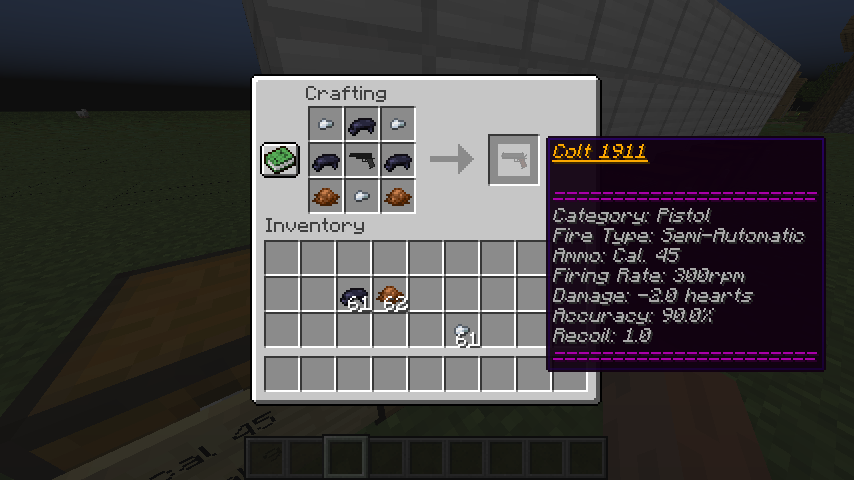 Crafting
Colt 1911
Category: Pistol
Fire Type: Semi-Automatic
Ammo: Cal. 45
Firing Rate: 300rpm
Damage: -2.0 hearts
Accuracy: 90.0%
Recoil: 1.0
Inventory
61
62
61
Cal 45